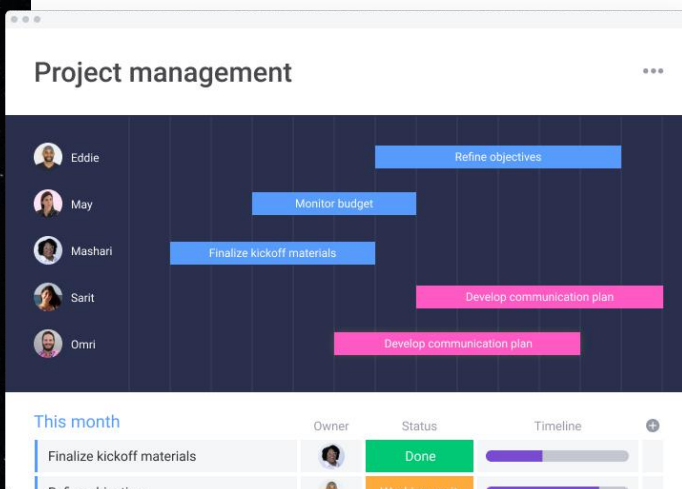 Project management
Eddie
Refine objectives
May
Monitor budget
Mashari
Finalize kickoff materials
Sarit
Develop communication plan
Omri
Develop communication plan
This month
Owner
Status
Timeline
Finalize kickoff materials
Done